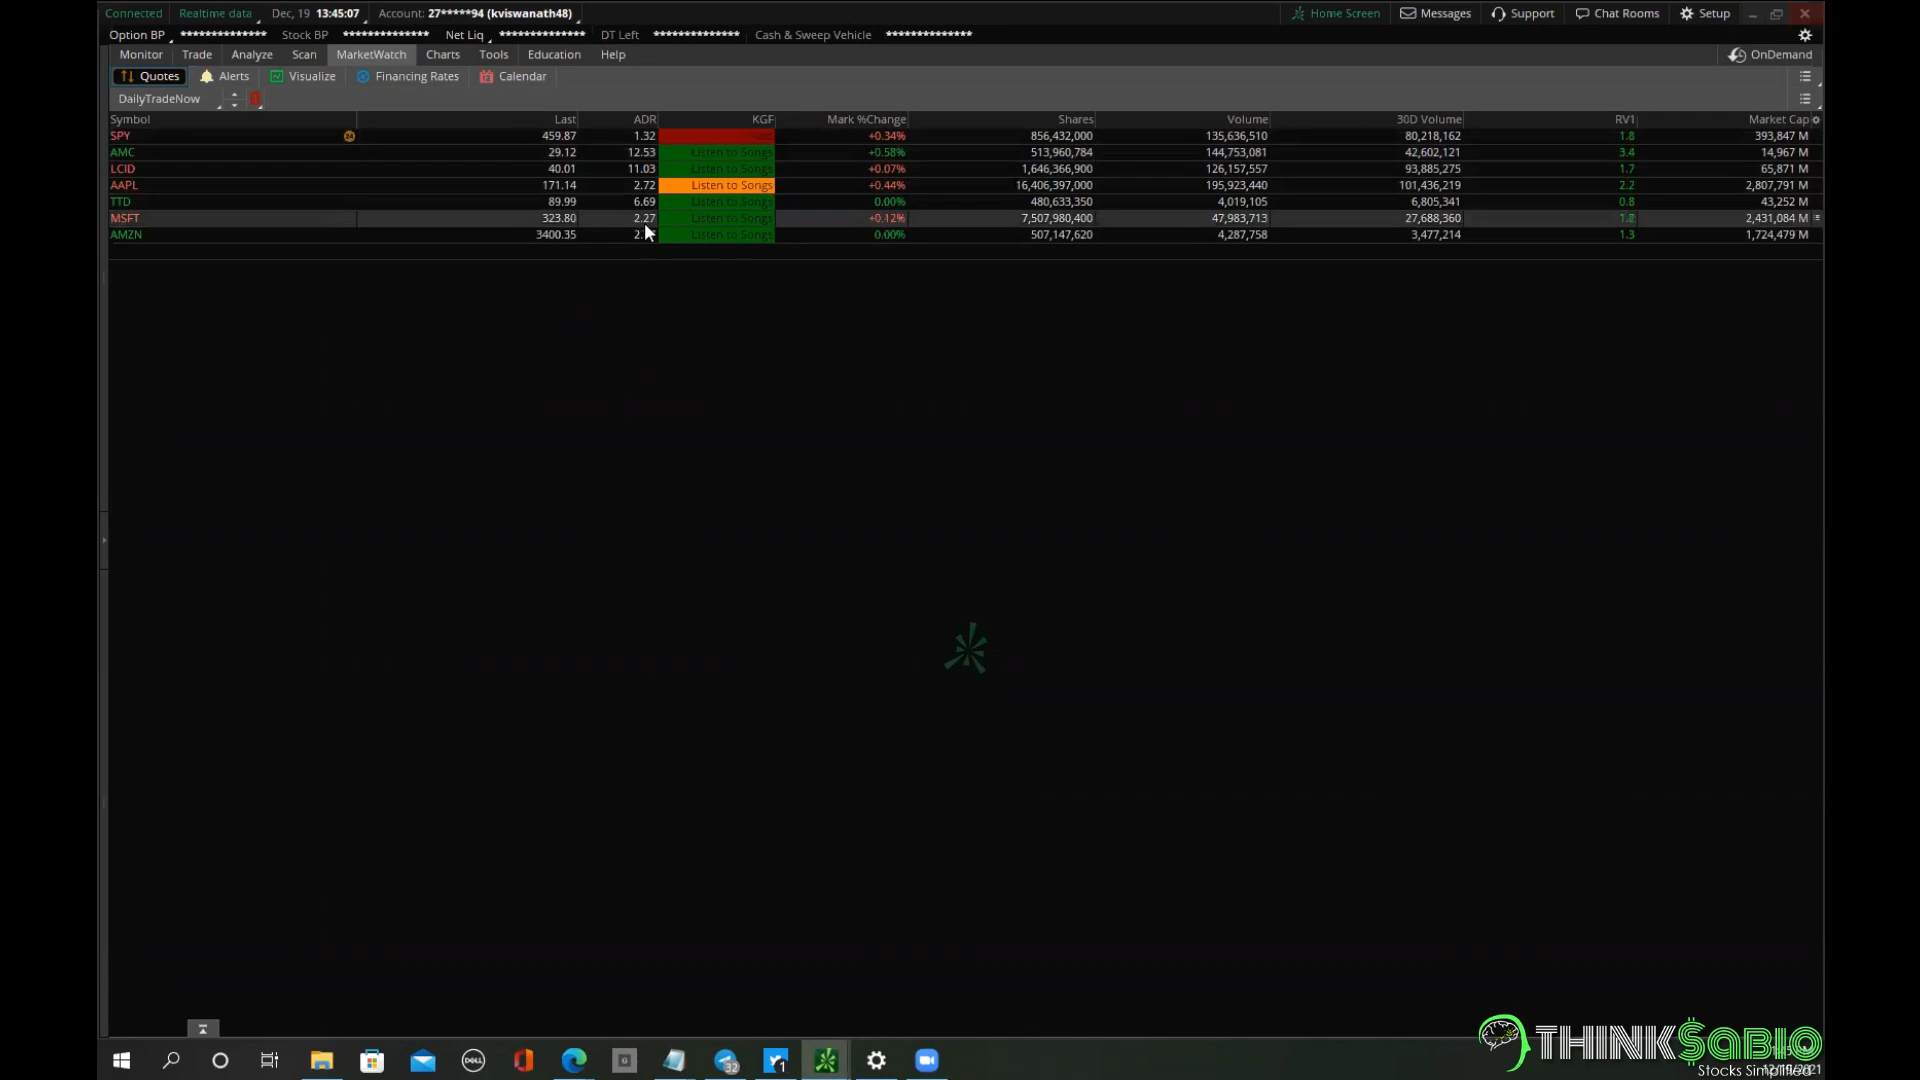 Connected Realtime data Dec, 19 13:45:07 Account: 27*****94 (kviswanath48) Home Screen Messages Support Chat Rooms Setup
Option BP ************** Stock BP ************** Net Liq ************** DT Left ************** Cash & Sweep Vehicle **************
Monitor Trade Analyze Scan MarketWatch Charts Tools Education Help OnDemand
Quotes Alerts Visualize Financing Rates Calendar
DailyTradeNow
Symbol Last ADR KGF Mark %Change Shares Volume 30D Volume RV1 Market Cap
SPY 459.87 1.32 +0.34% 856,432,000 135,636,510 80,218,162 1.8 393,847 M
AMC 29.12 12.53 Listen to Songs +0.58% 513,960,784 144,753,081 42,602,121 3.4 14,967 M
LCID 40.01 11.03 Listen to Songs +0.07% 1,646,366,900 126,157,557 93,885,275 1.7 65,871 M
AAPL 171.14 2.72 Listen to Songs +0.44% 16,406,397,000 195,923,440 101,436,219 2.2 2,807,791 M
TTD 89.99 6.69 Listen to Songs 0.00% 480,633,350 4,019,105 6,805,341 0.8 43,252 M
MSFT 323.80 2.27 Listen to Songs +0.12% 7,507,980,400 47,983,713 27,688,360 2,431,084 M
AMZN 3400.35 Listen to Songs 0.00% 507,147,620 4,287,758 3,477,214 1.3 1,724,479 M
THINK$aBIO
Stocks Simplified
32
1
DELL